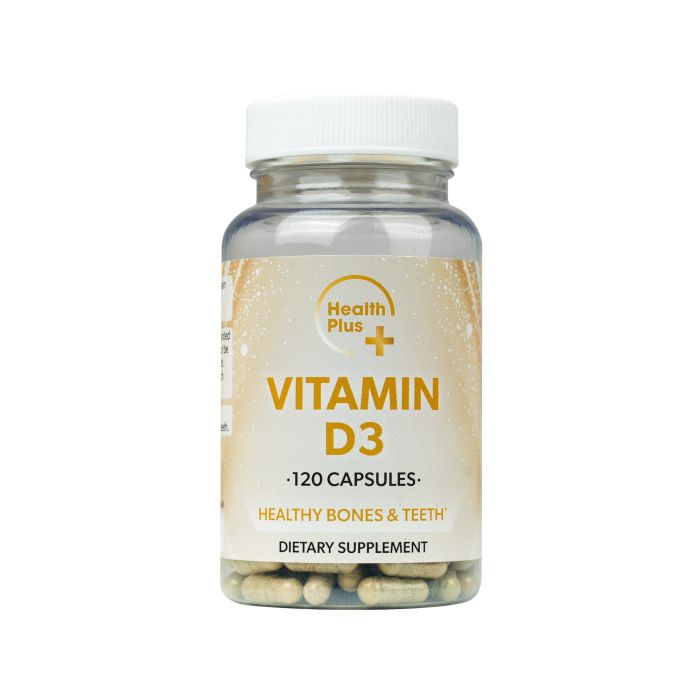 Health
Plus
VITAMIN
D3
·120 CAPSULES·
HEALTHY BONES & TEETH*
DIETARY SUPPLEMENT